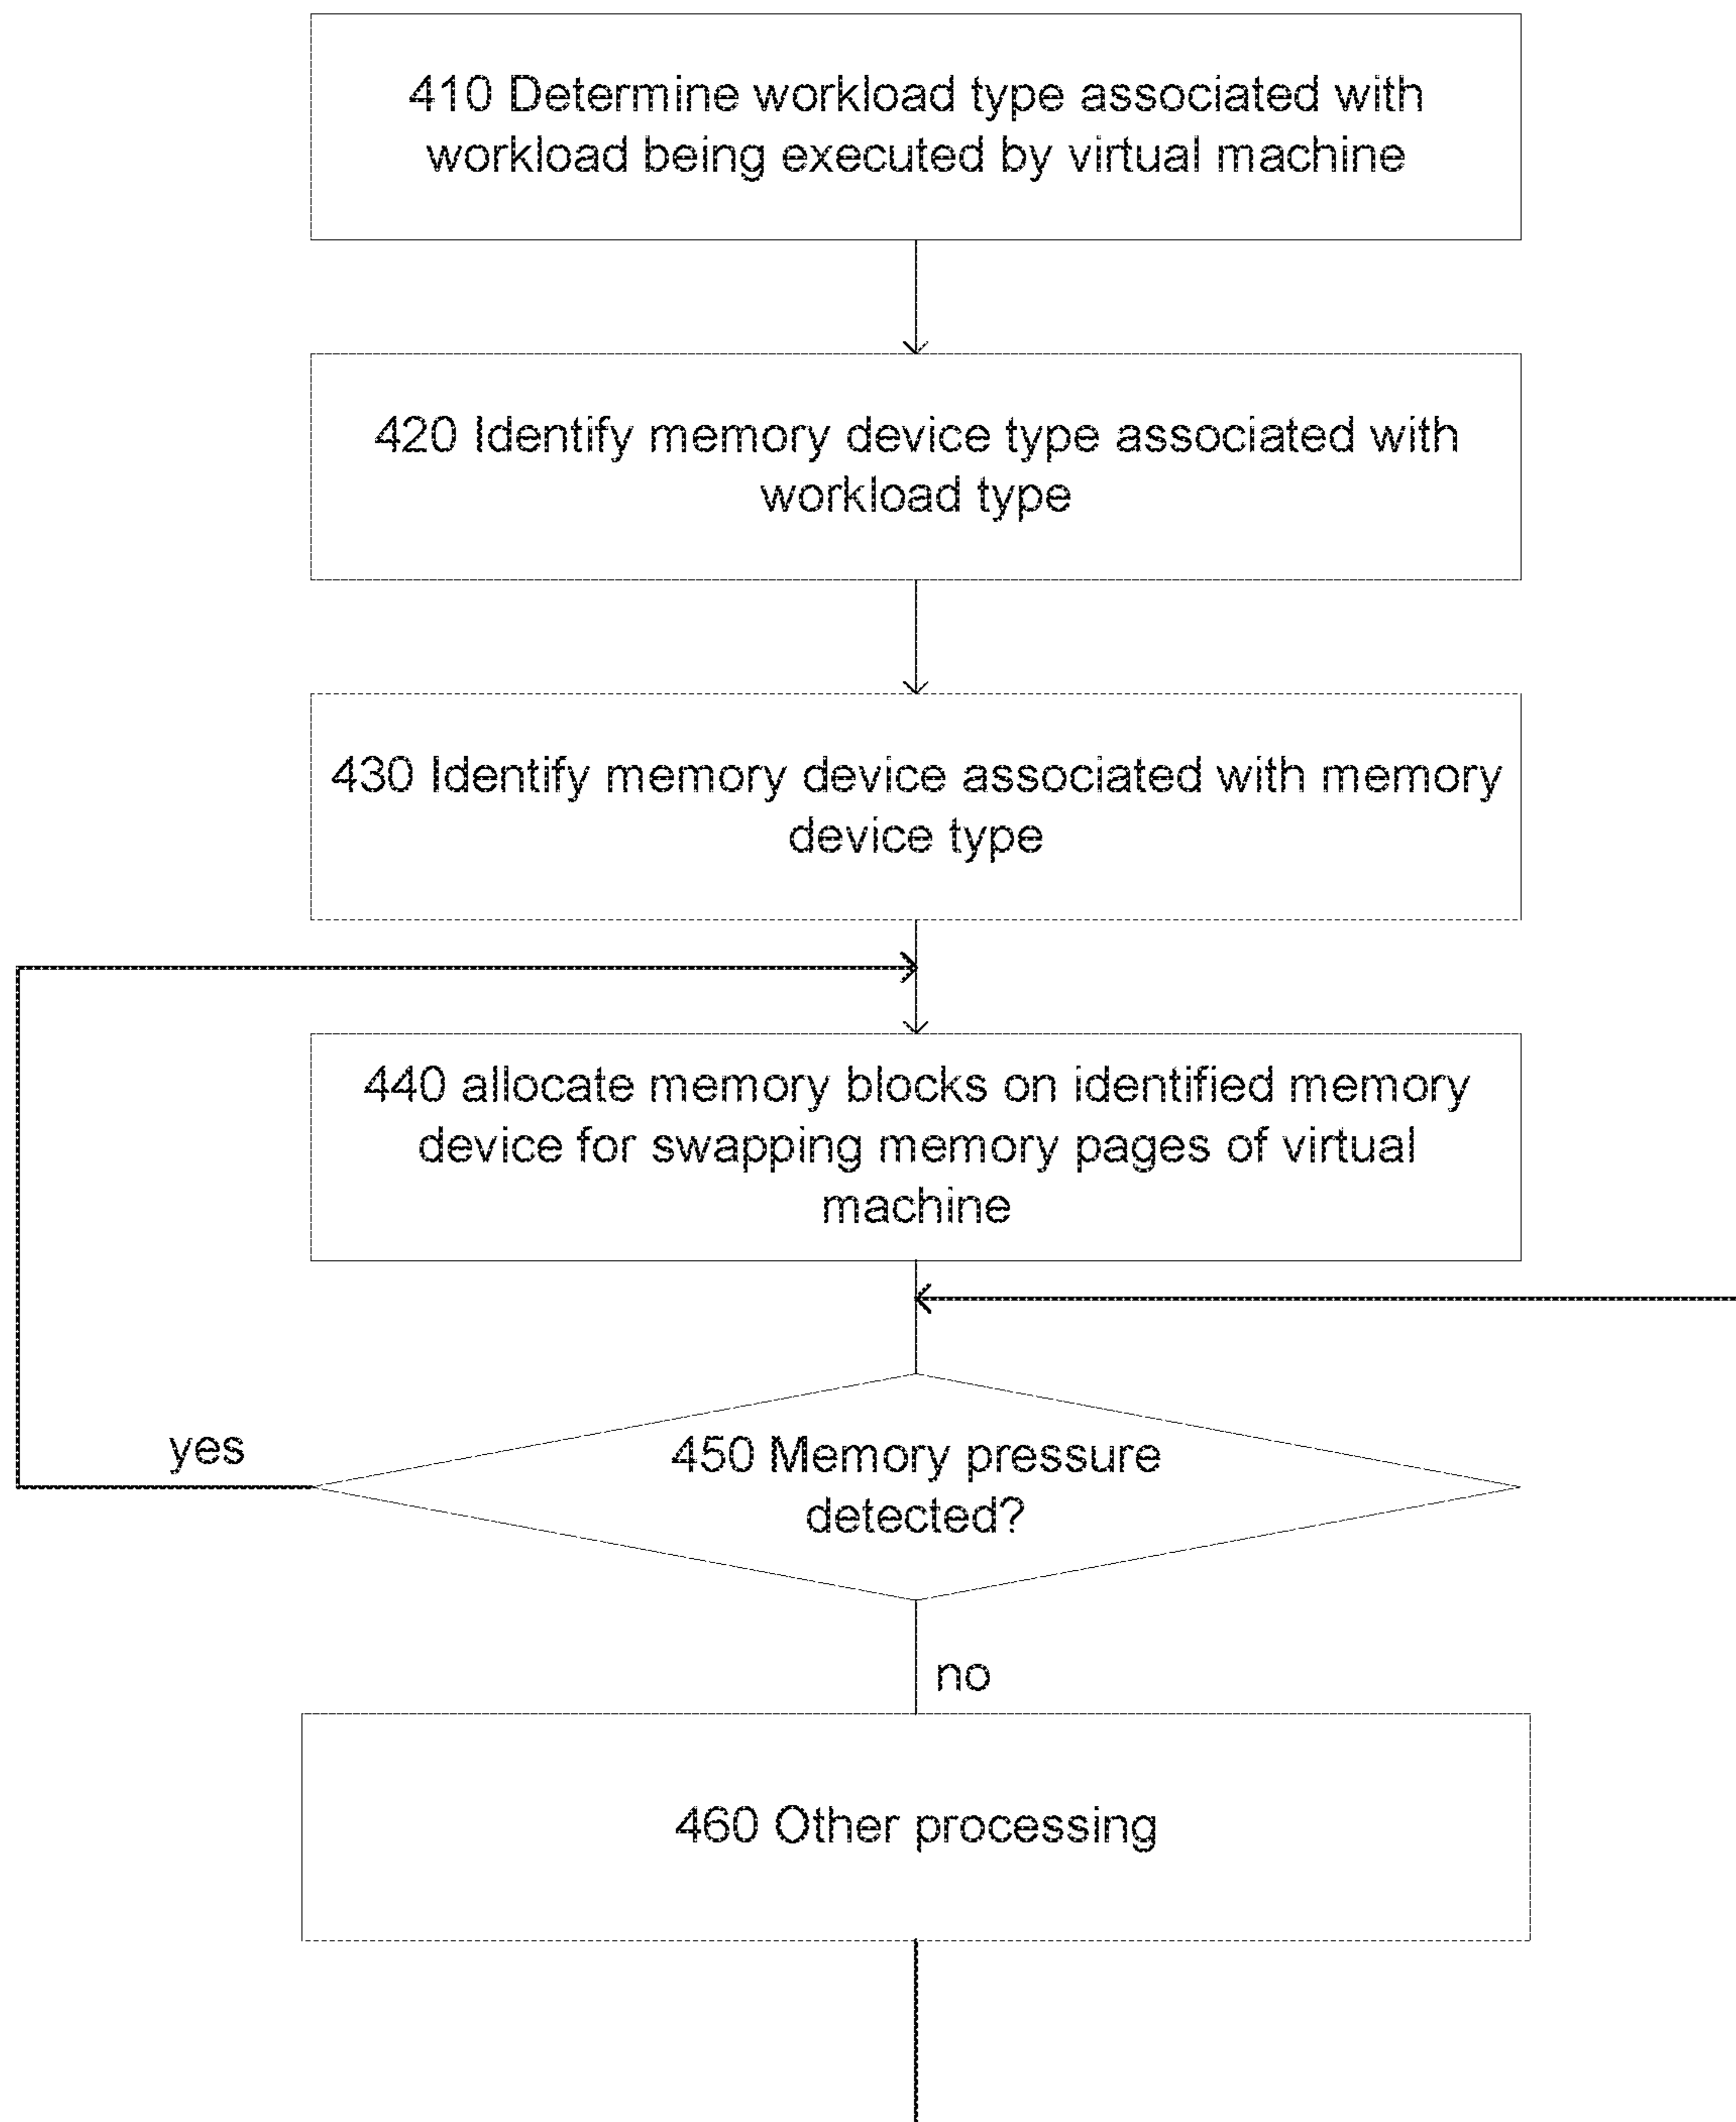 410 Determine workload type associated with
workload being executed by virtual machine
420 Identify memory device type associated with
workload type
430 Identify memory device associated with memory
device type
440 allocate memory blocks on identified memory
device for swapping memory pages of virtual
machine
yes
450 Memory pressure
detected?
no
460 Other processing